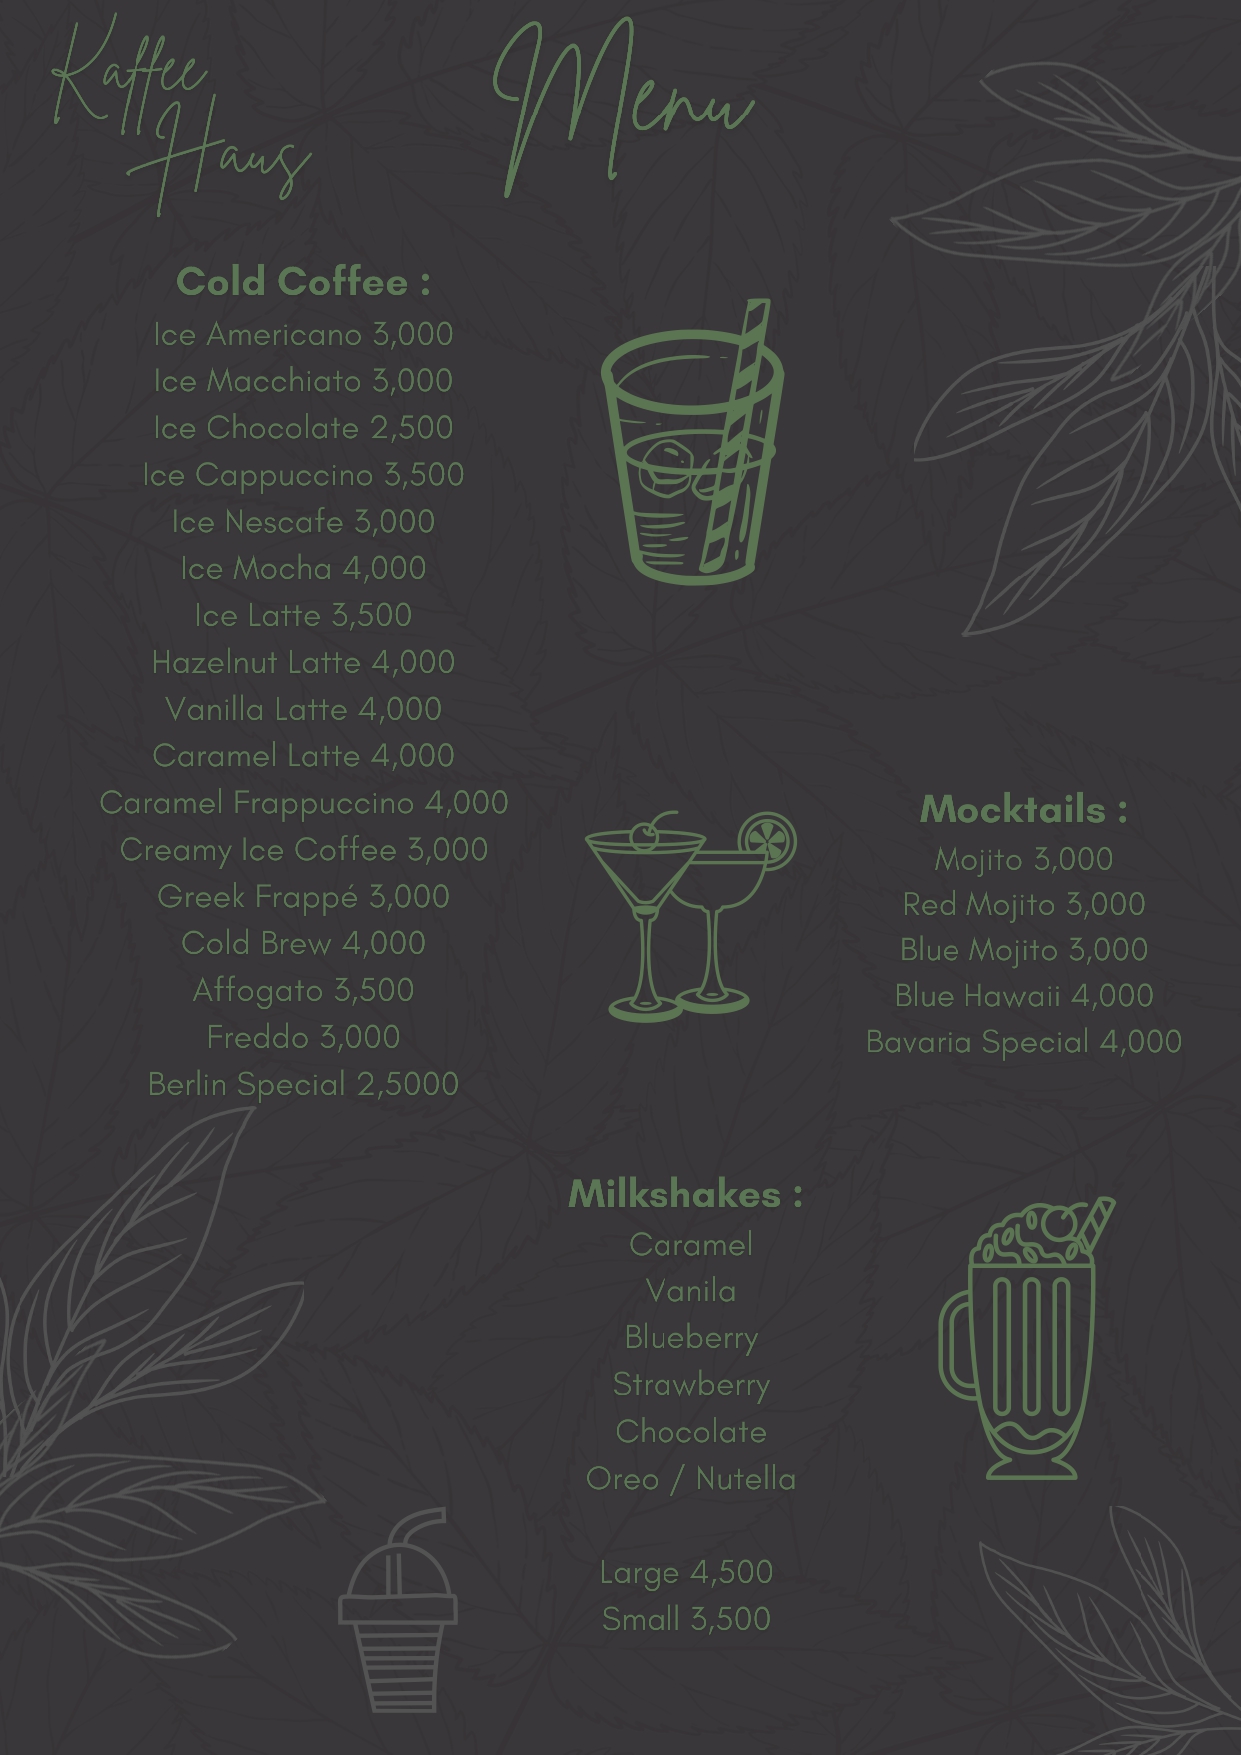 Kaffee
Haus
Menu
Cold Coffee :
Ice Americano 3,000
Ice Macchiato 3,000
Ice Chocolate 2,500
Ice Cappuccino 3,500
Ice Nescafe 3,000
Ice Mocha 4,000
Ice Latte 3,500
Hazelnut Latte 4,000
Vanilla Latte 4,000
Caramel Latte 4,000
Caramel Frappuccino 4,000
Creamy Ice Coffee 3,000
Greek Frappé 3,000
Cold Brew 4,000
Affogato 3,500
Freddo 3,000
Berlin Special 2,5000
Mocktails :
Mojito 3,000
Red Mojito 3,000
Blue Mojito 3,000
Blue Hawaii 4,000
Bavaria Special 4,000
Milkshakes :
Caramel
Vanila
Blueberry
Strawberry
Chocolate
Oreo / Nutella
Large 4,500
Small 3,500